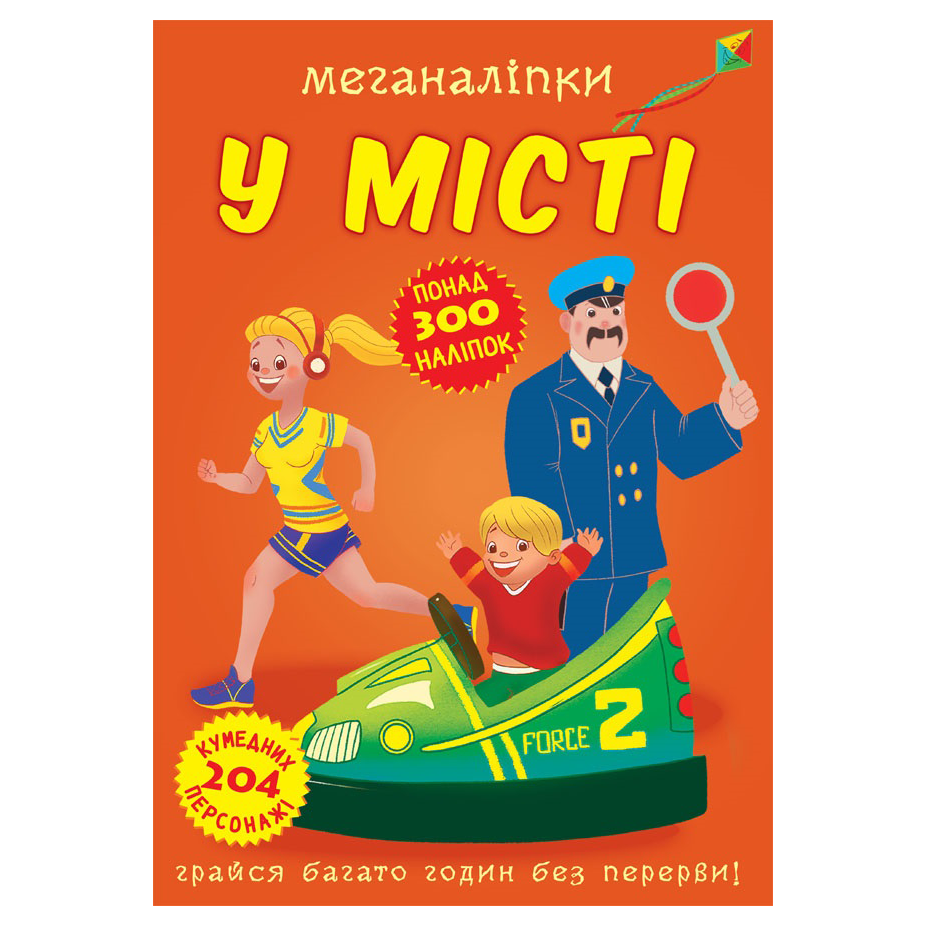 меганаліпки
У МІСТІ
ПОНАД
300
НАЛІПОК
FORCE 2
КУМЕДНИХ
204
ПЕРСОНАЖІ
грайся багато годин без перерви!